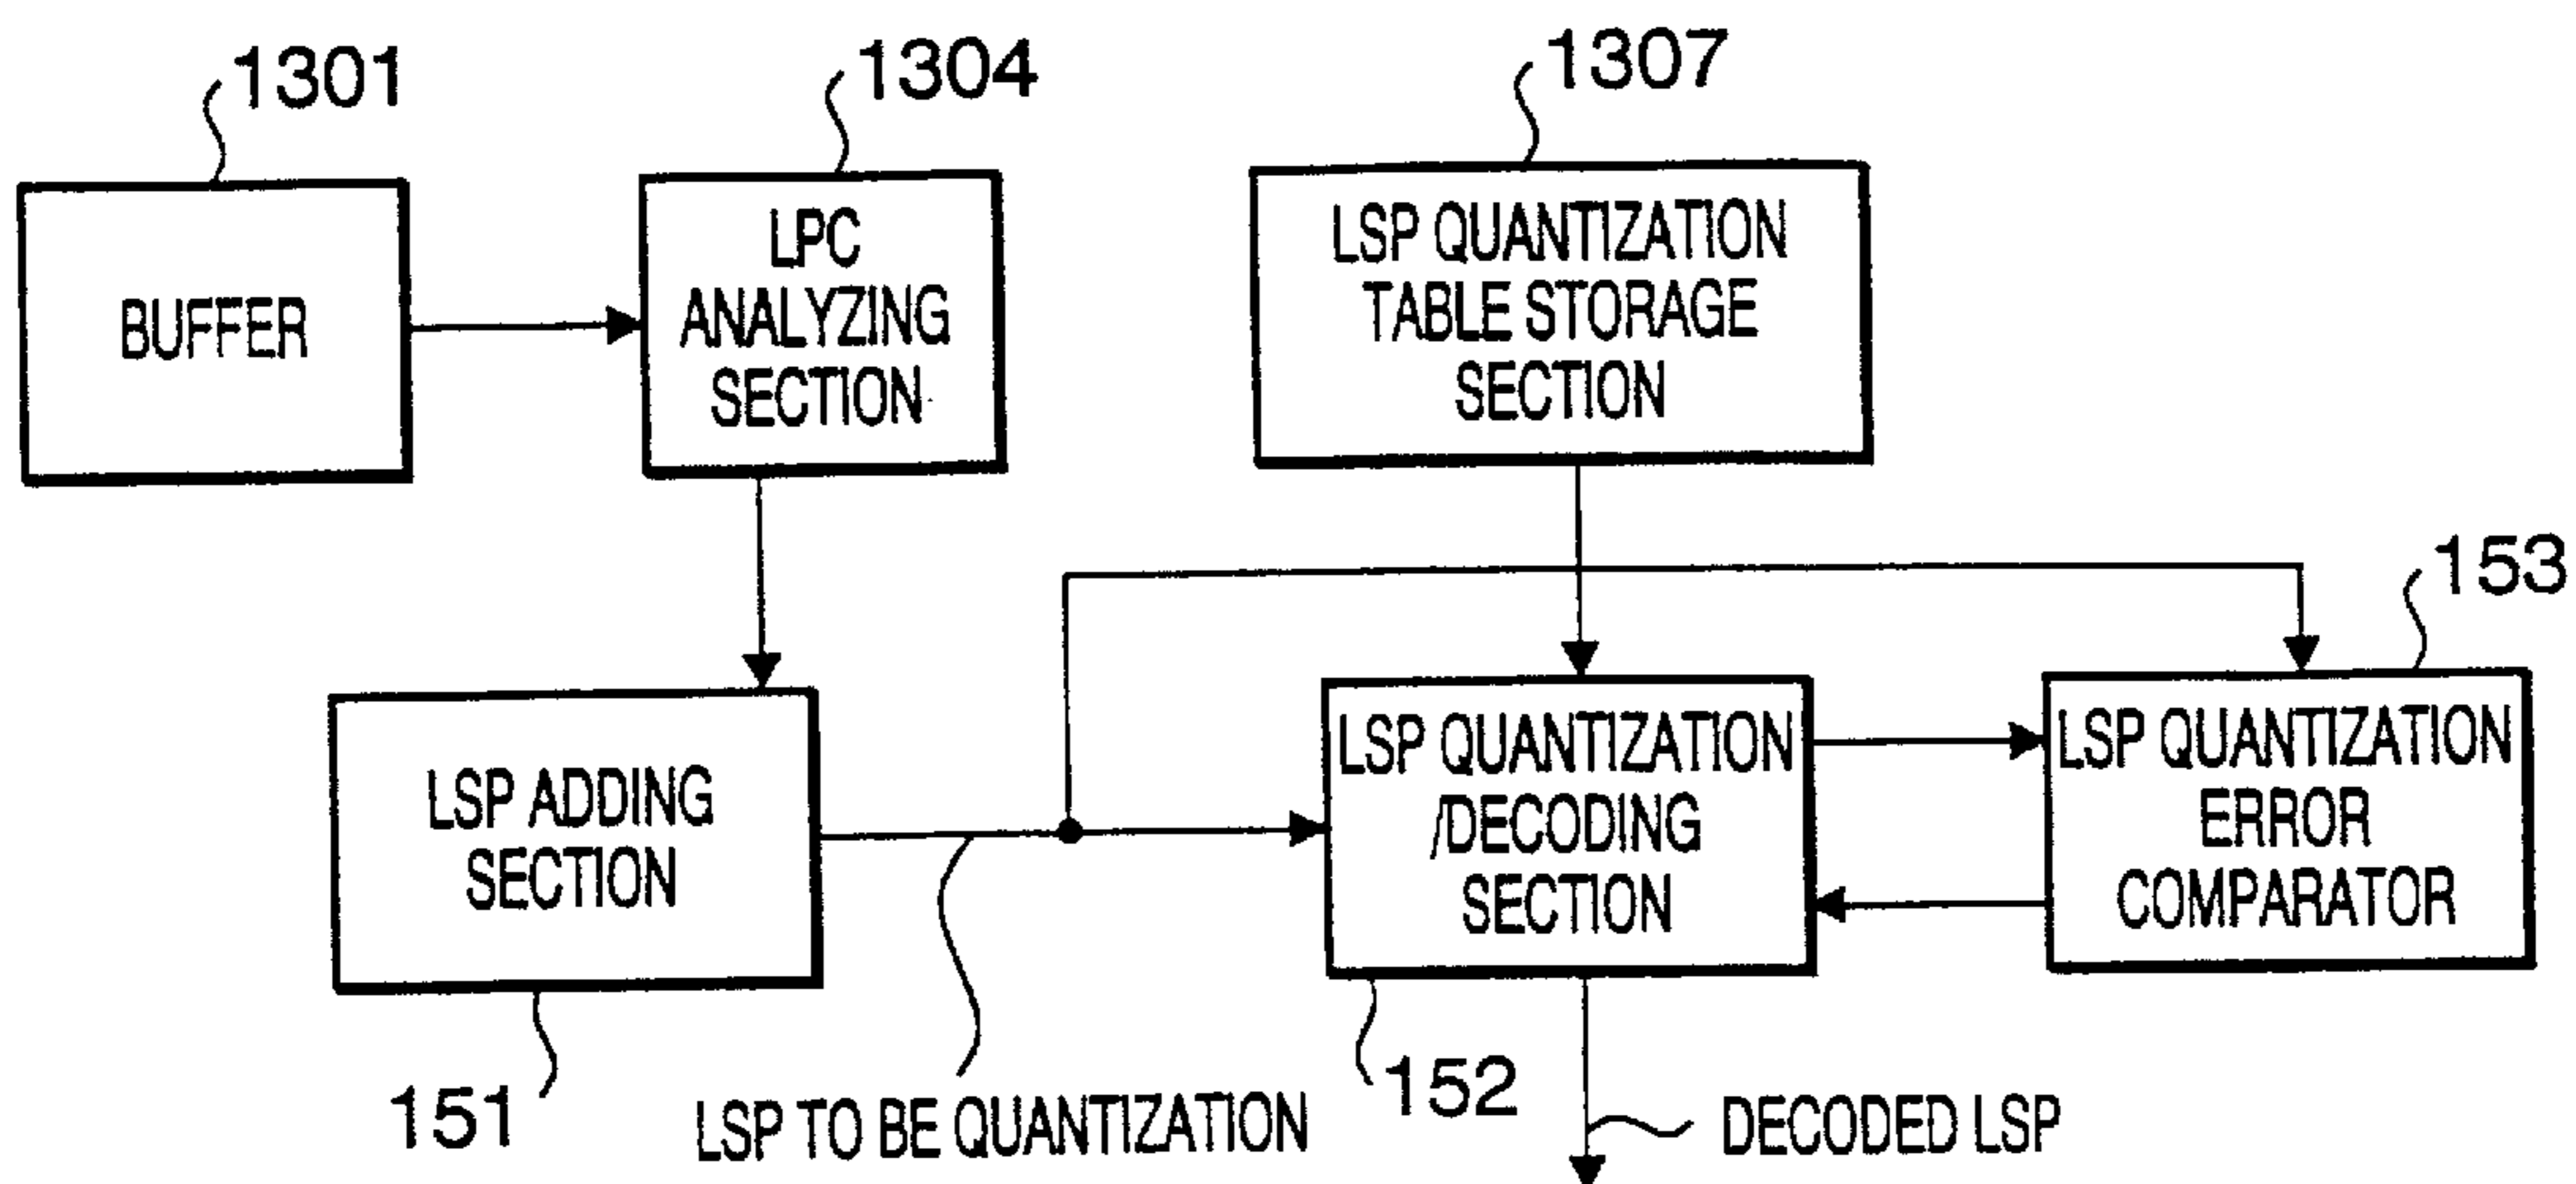 1301
1304
1307
BUFFER
LPC
ANALYZING
SECTION
LSP QUANTIZATION
TABLE STORAGE
SECTION
153
LSP ADDING
SECTION
LSP QUANTIZATION
/DECODING
SECTION
LSP QUANTIZATION
ERROR
COMPARATOR
151
LSP TO BE QUANTIZATION
152
DECODED LSP